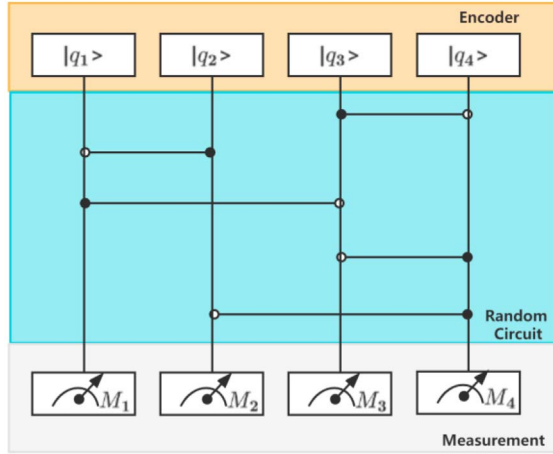 Encoder
|q₁> |q₂> |q₃> |q₄>
Random
Circuit
M₁ M₂ M₃ M₄
Measurement